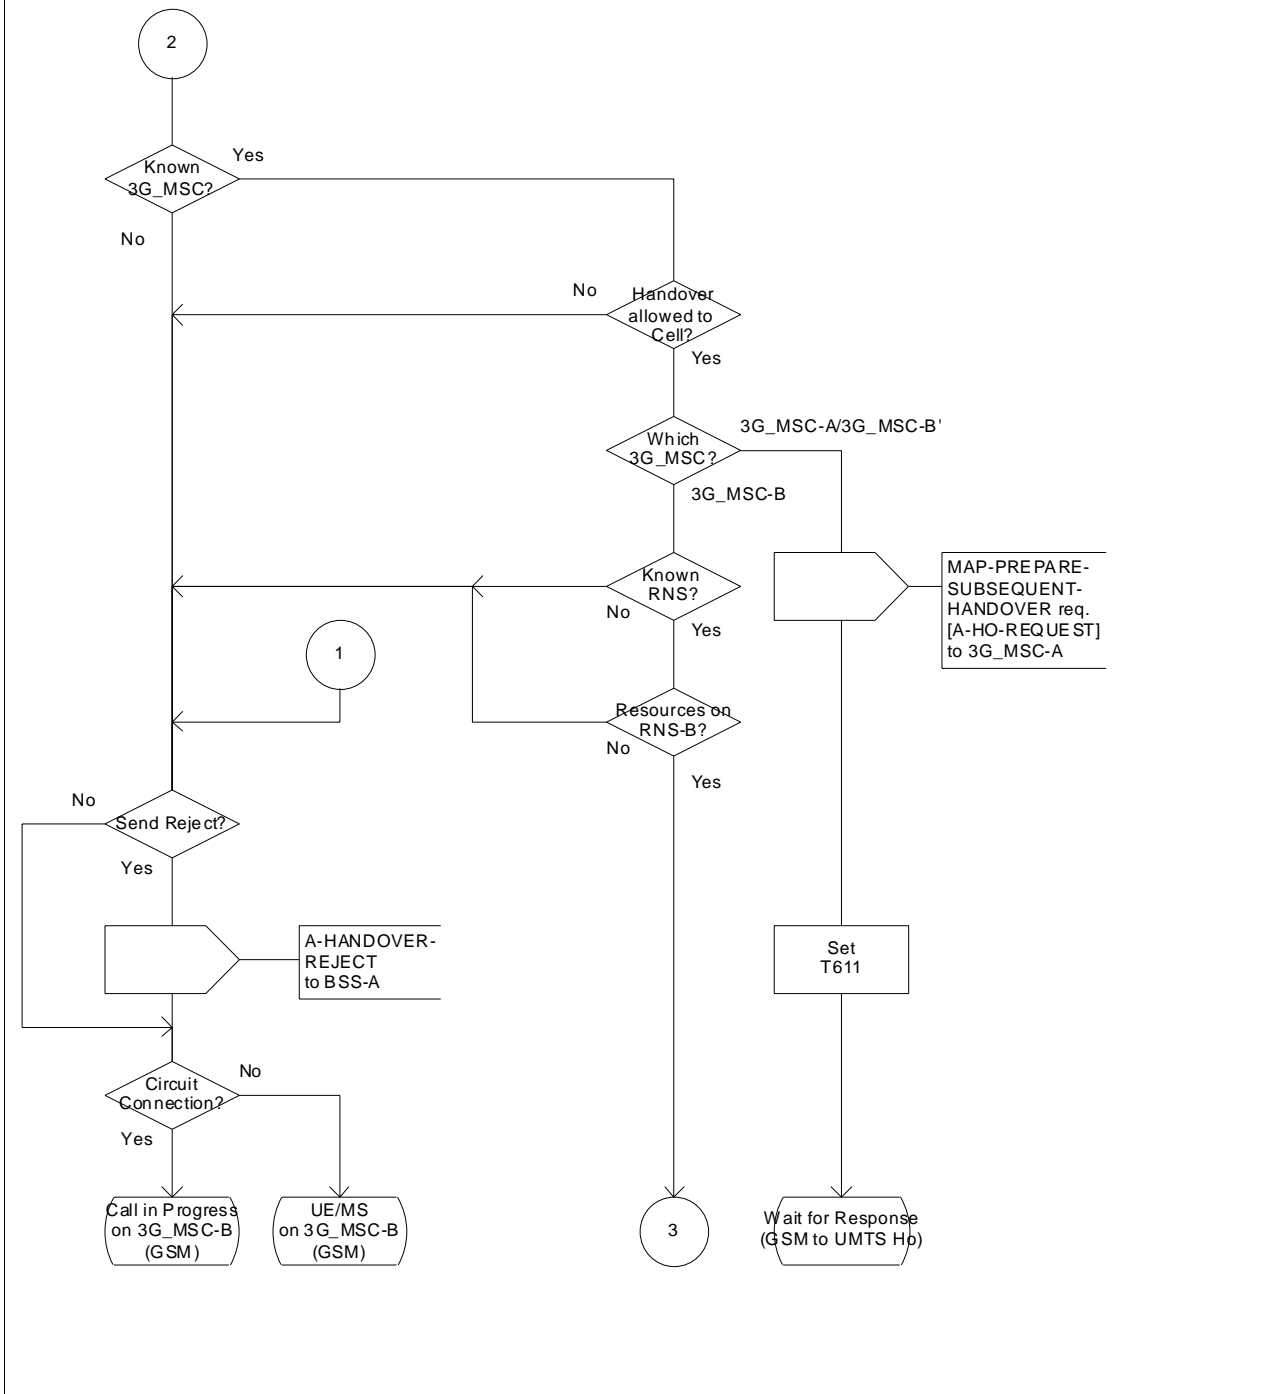 2
Known
3G_MSC?
Yes
No
Handover
allowed to
Cell?
No
Yes
Which
3G_MSC?
3G_MSC-A/3G_MSC-B'
3G_MSC-B
Known
RNS?
No
Yes
MAP-PREPARE-
SUBSEQUENT-
HANDOVER req.
[A-HO-REQUEST]
to 3G_MSC-A
1
Resources on
RNS-B?
No
Yes
No
Send Reject?
Yes
A-HANDOVER-
REJECT
to BSS-A
Set
T611
Circuit
Connection?
No
Yes
Call in Progress
on 3G_MSC-B
(GSM)
UE/MS
on 3G_MSC-B
(GSM)
3
Wait for Response
(GSM to UMTS Ho)